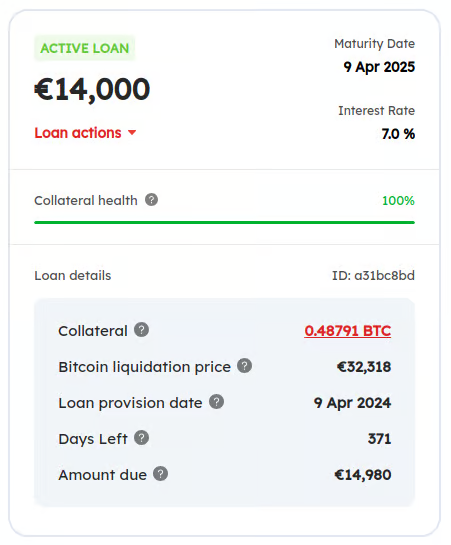 ACTIVE LOAN
€14,000
Loan actions
Maturity Date
9 Apr 2025
Interest Rate
7.0 %
Collateral health ? 100%
Loan details ID: a31bc8bd
Collateral ? 0.48791 BTC
Bitcoin liquidation price ? €32,318
Loan provision date ? 9 Apr 2024
Days Left ? 371
Amount due ? €14,980